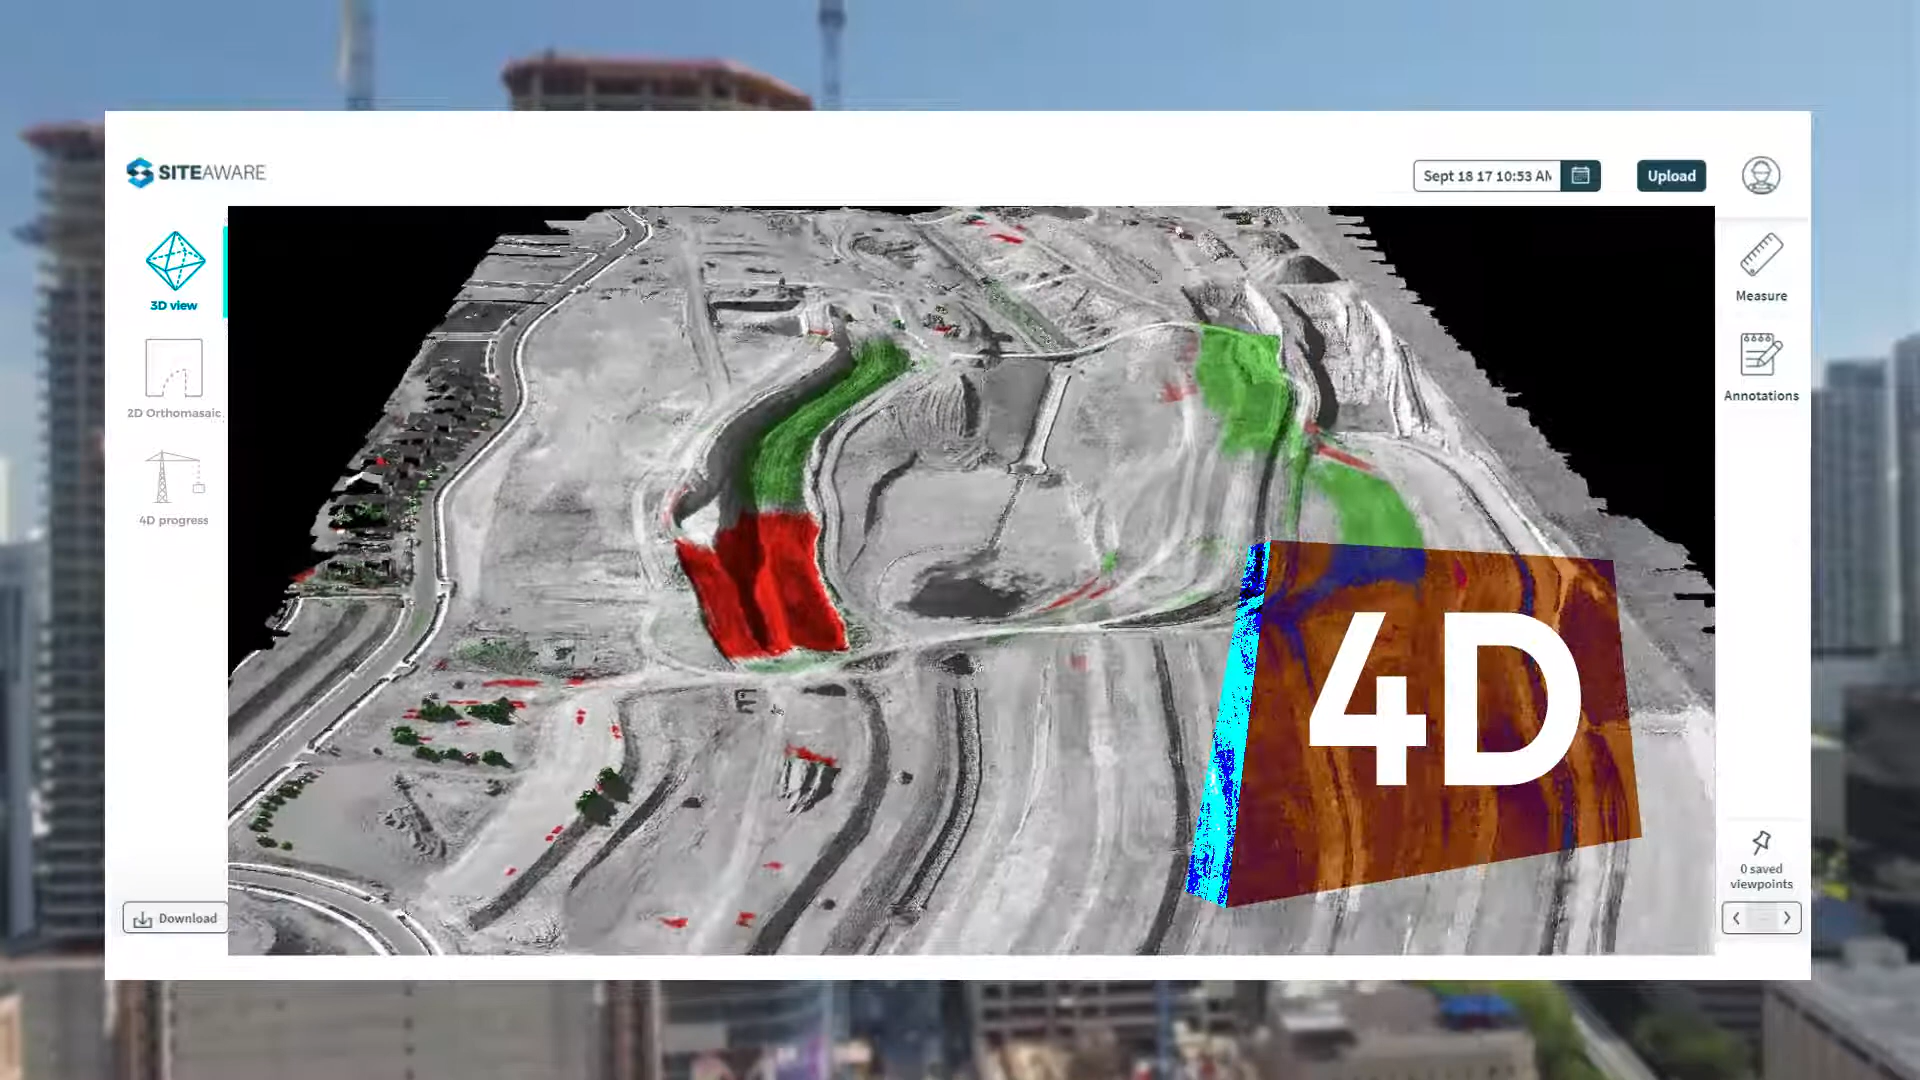 SITEAWARE
Sept 18 17 10:53 AM
Upload
3D view
2D Orthomasaic
4D progress
Download
Measure
Annotations
0 saved
viewpoints
4D